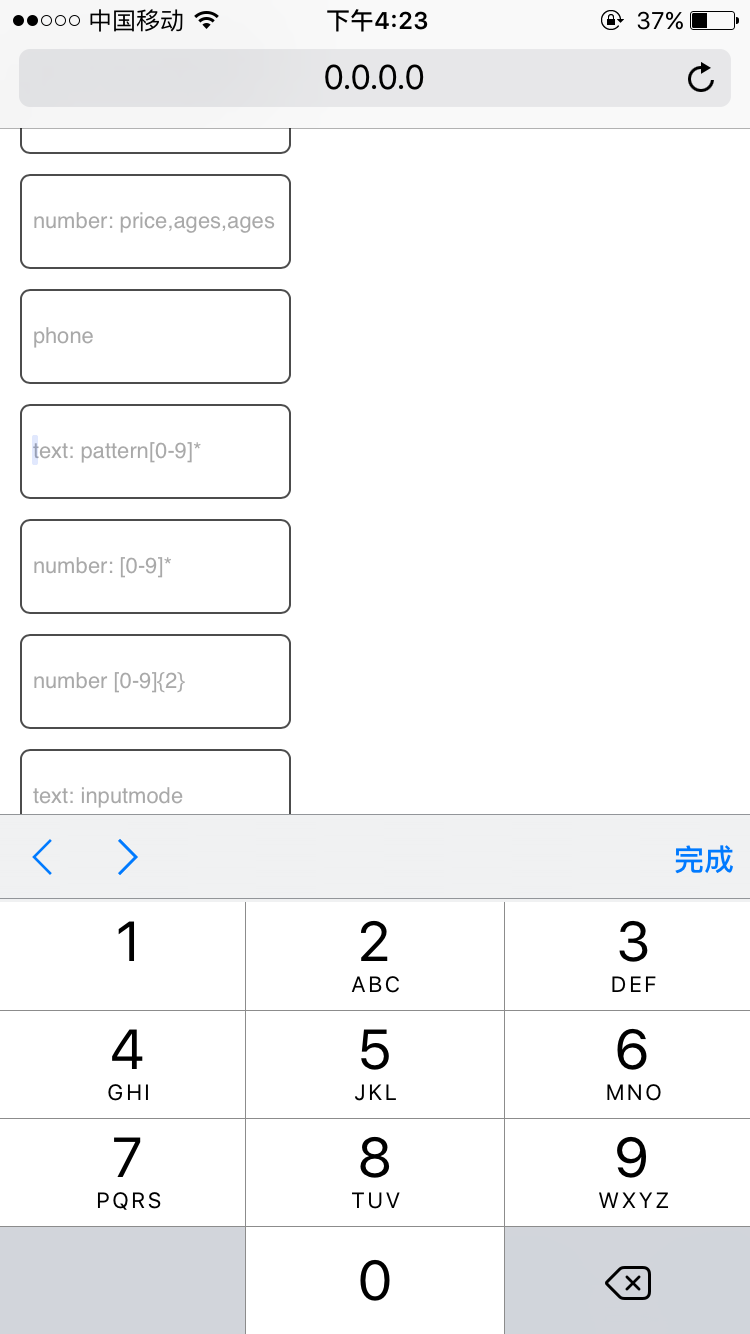 中国移动 下午4:23 37%
0.0.0.0
number: price,ages,ages
phone
text: pattern[0-9]*
number: [0-9]*
number [0-9]{2}
text: inputmode
完成
1 2 3
ABC DEF
4 5 6
GHI JKL MNO
7 8 9
PQRS TUV WXYZ
0